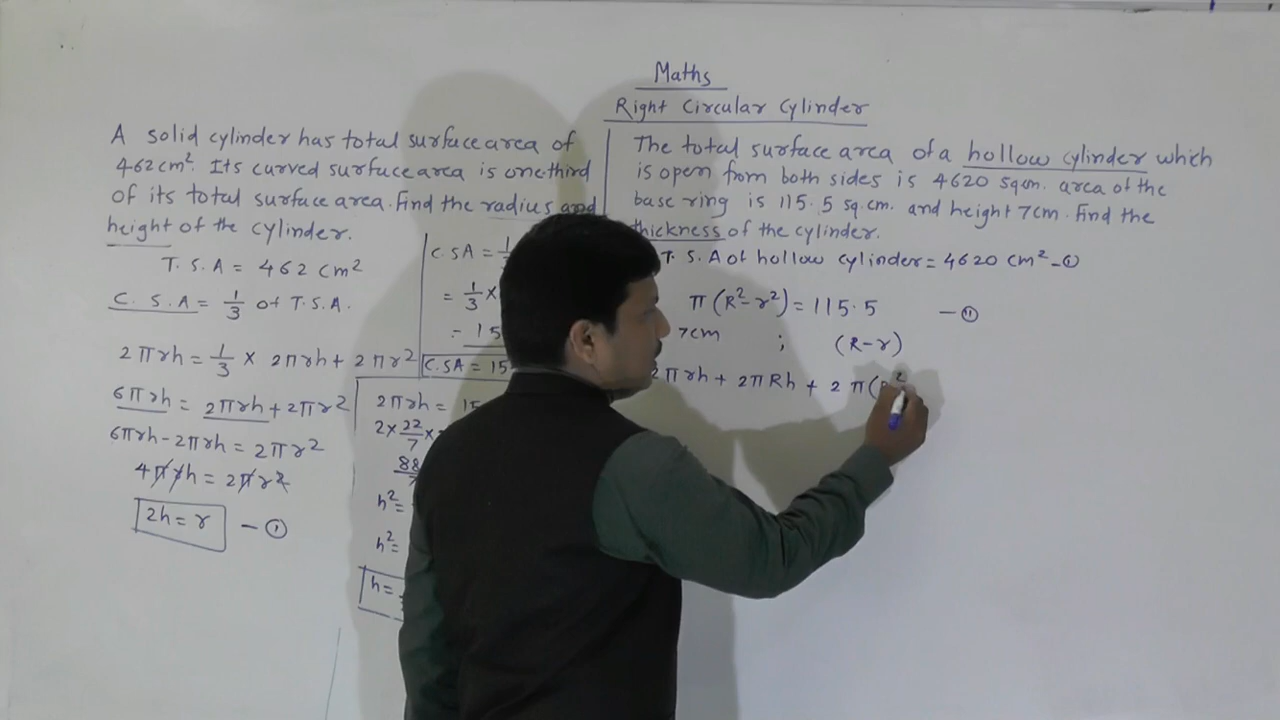 Maths
Right Circular Cylinder
A solid cylinder has total surface area of
462 cm². Its curved surface area is one third
of its total surface area. Find the radius and
height of the cylinder.
T. S. A = 462 cm²
C. S. A = 1/3 of T.S.A.
2πrh = 1/3 × 2πrh + 2πr²
6πrh = 2πrh + 2πr²
6πrh - 2πrh = 2πr²
4πrh = 2πr²
2h = r — ①
C.SA = 1/
= 1/3 ×
= 15
C.SA = 15
2πrh = 15
2 × 22/7 ×
88/
h² =
h² =
h =
The total surface area of a hollow cylinder which
is open from both sides is 4620 sqcm. area of the
base ring is 115.5 sq.cm. and height 7cm. Find the
thickness of the cylinder.
T. S. A of hollow cylinder = 4620 cm² — ①
π(R² - r²) = 115.5 — ⑪
7cm ; (R - r)
2πrh + 2πRh + 2π( ²